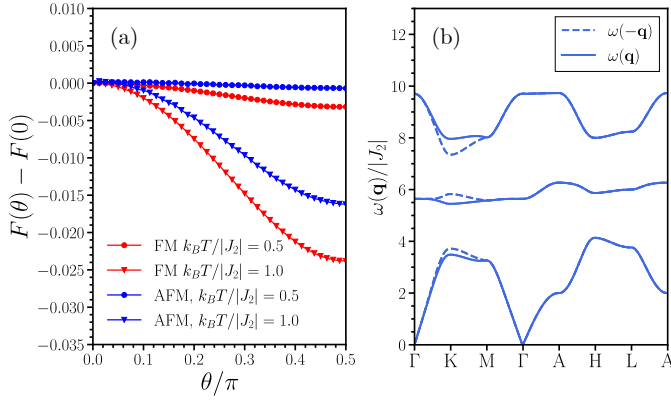 (a)
F(θ) − F(0)
0.010
0.005
0.000
−0.005
−0.010
−0.015
−0.020
−0.025
−0.030
−0.035
FM k_BT/|J_2| = 0.5
FM k_BT/|J_2| = 1.0
AFM, k_BT/|J_2| = 0.5
AFM, k_BT/|J_2| = 1.0
0.0 0.1 0.2 0.3 0.4 0.5
θ/π
(b)
ω(−q)
ω(q)
ω(q)/|J_2|
12
10
8
6
4
2
0
Γ K M Γ A H L A